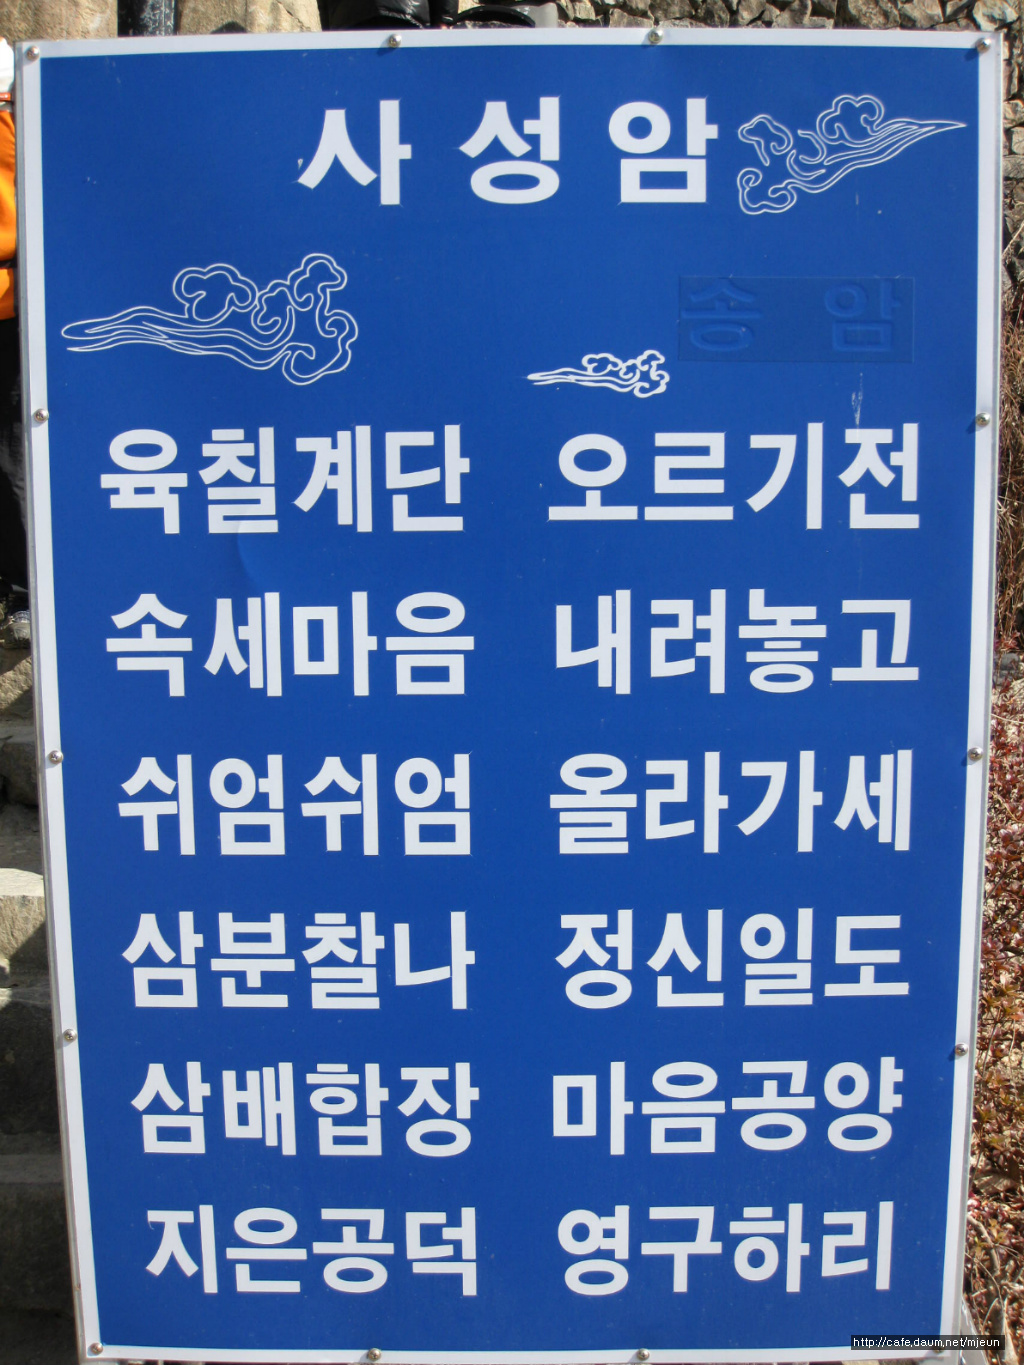 사성암
송 암
육칠계단 오르기전
속세마음 내려놓고
쉬엄쉬엄 올라가세
삼분찰나 정신일도
삼배합장 마음공양
지은공덕 영구하리
http://cafe.daum.net/mjeun